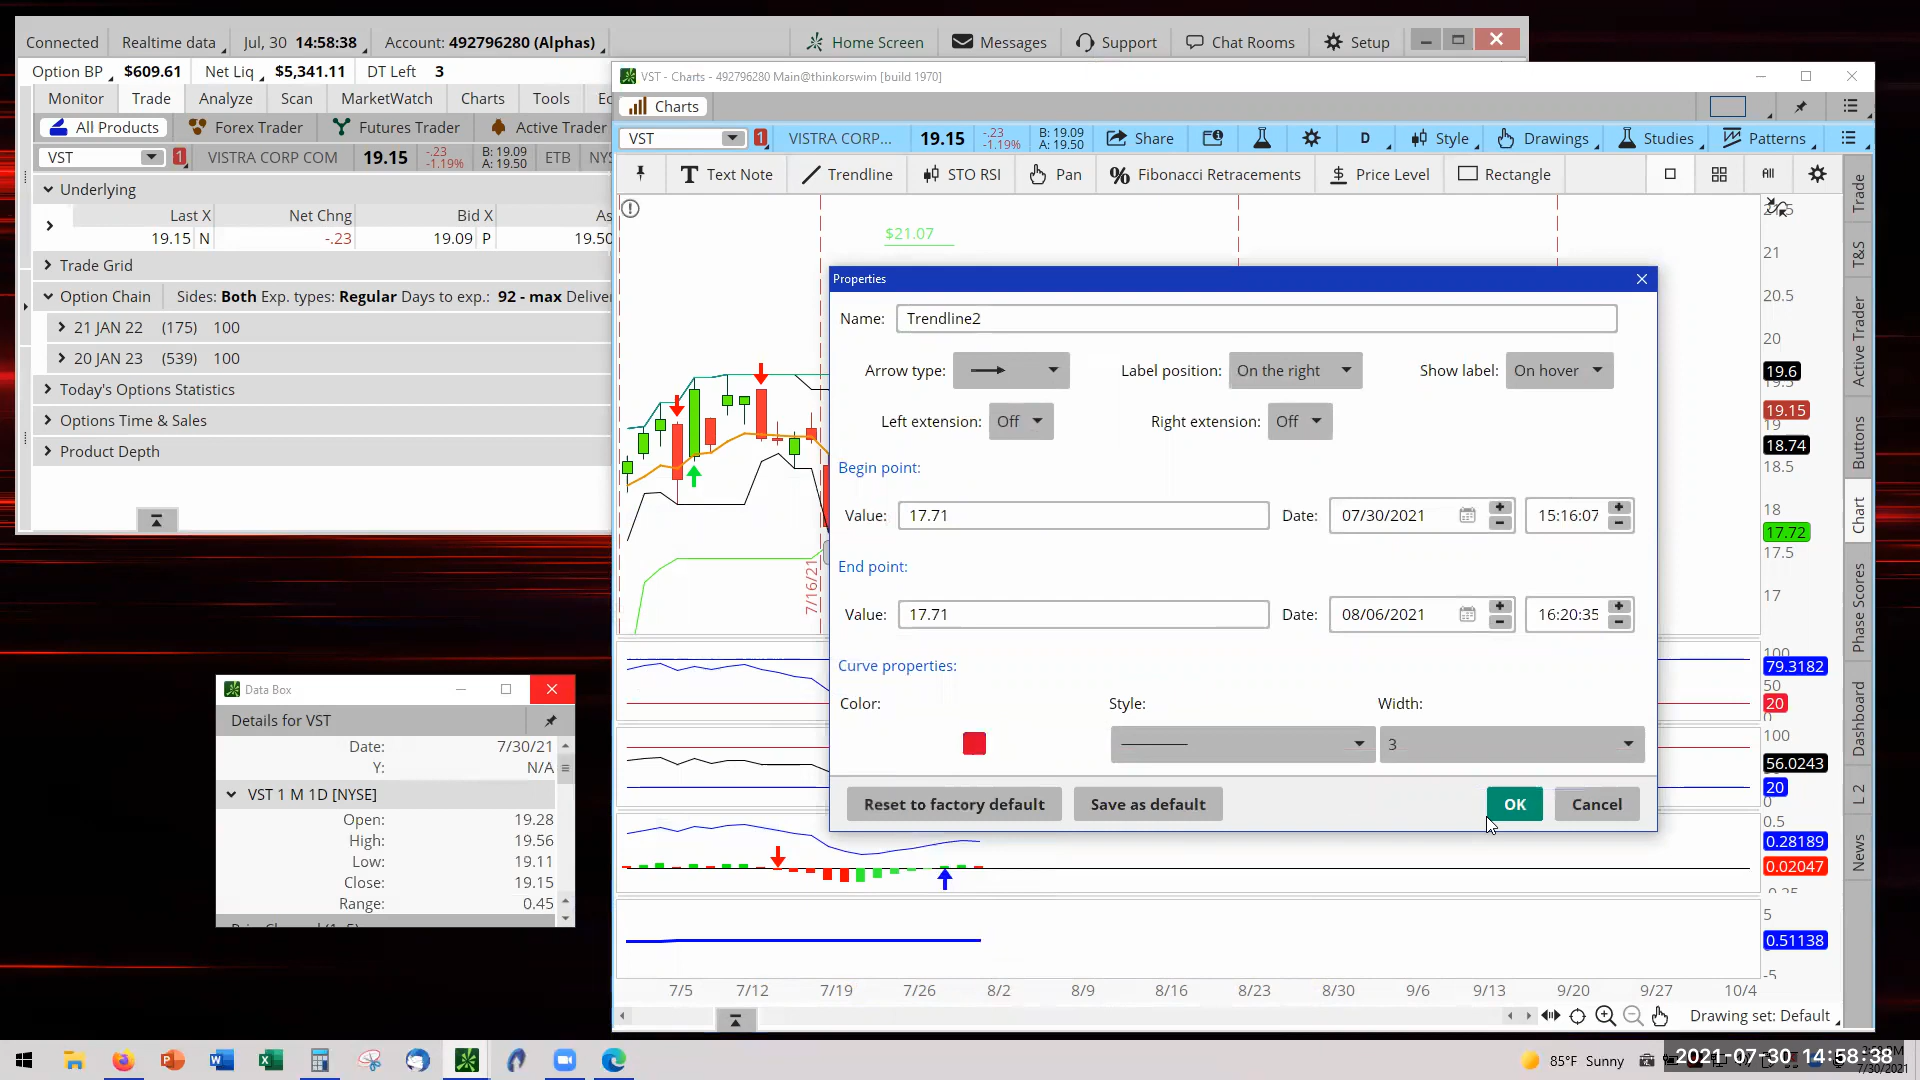 Connected Realtime data Jul, 30 14:58:38 Account: 492796280 (Alphas) Home Screen Messages Support Chat Rooms Setup
Option BP $609.61 Net Liq $5,341.11 DT Left 3
Monitor Trade Analyze Scan MarketWatch Charts Tools
All Products Forex Trader Futures Trader Active Trader
VST 1 VISTRA CORP COM 19.15 -.23 -1.19% B: 19.09 A: 19.50 ETB
Underlying
Last X Net Chng Bid X
19.15 N -.23 19.09 P 19.50
Trade Grid
Option Chain Sides: Both Exp. types: Regular Days to exp.: 92 - max
21 JAN 22 (175) 100
20 JAN 23 (539) 100
Today's Options Statistics
Options Time & Sales
Product Depth
VST - Charts - 492796280 Main@thinkorswim [build 1970]
Charts
VST 1 VISTRA CORP... 19.15 -.23 -1.19% B: 19.09 A: 19.50 Share D Style Drawings Studies Patterns
Text Note Trendline STO RSI Pan Fibonacci Retracements Price Level Rectangle All
$21.07
7/16/21
Properties
Name: Trendline2
Arrow type: Label position: On the right Show label: On hover
Left extension: Off Right extension: Off
Begin point:
Value: 17.71 Date: 07/30/2021 15:16:07
End point:
Value: 17.71 Date: 08/06/2021 16:20:35
Curve properties:
Color: Style: Width:
3
Reset to factory default Save as default OK Cancel
21
20.5
20
19.6
19.15
19
18.74
18.5
18
17.72
17.5
17
100
79.3182
50
20
0
100
56.0243
20
0
0.5
0.28189
0.02047
5
0.51138
-5
7/5 7/12 7/19 7/26 8/2 8/9 8/16 8/23 8/30 9/6 9/13 9/20 9/27 10/4
Drawing set: Default
Trade
T&S
Active Trader
Buttons
Chart
Phase Scores
Dashboard
L 2
News
Data Box
Details for VST
Date: 7/30/21
Y: N/A
VST 1 M 1D [NYSE]
Open: 19.28
High: 19.56
Low: 19.11
Close: 19.15
Range: 0.45
85°F Sunny
2021-07-30 14:58:38